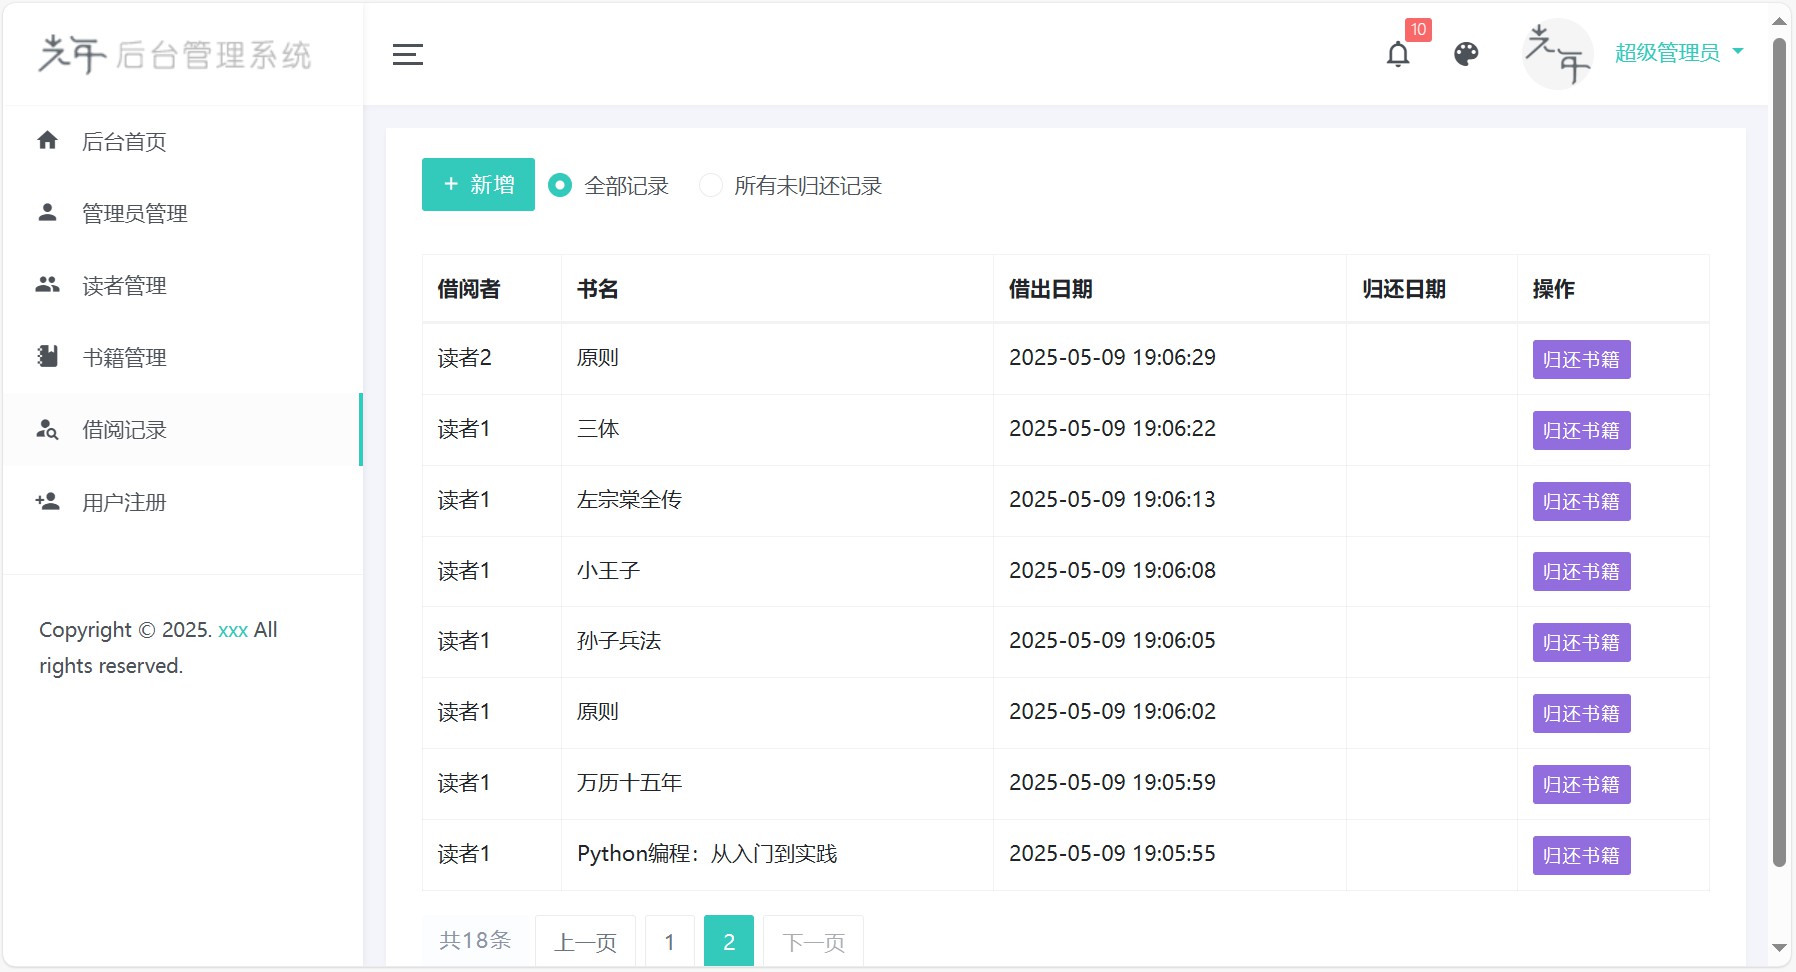 光年 后台管理系统
10
光年
超级管理员
后台首页
管理员管理
读者管理
书籍管理
借阅记录
用户注册
Copyright © 2025. xxx All
rights reserved.
+ 新增 全部记录 所有未归还记录
借阅者 书名 借出日期 归还日期 操作
读者2 原则 2025-05-09 19:06:29 归还书籍
读者1 三体 2025-05-09 19:06:22 归还书籍
读者1 左宗棠全传 2025-05-09 19:06:13 归还书籍
读者1 小王子 2025-05-09 19:06:08 归还书籍
读者1 孙子兵法 2025-05-09 19:06:05 归还书籍
读者1 原则 2025-05-09 19:06:02 归还书籍
读者1 万历十五年 2025-05-09 19:05:59 归还书籍
读者1 Python编程：从入门到实践 2025-05-09 19:05:55 归还书籍
共18条 上一页 1 2 下一页